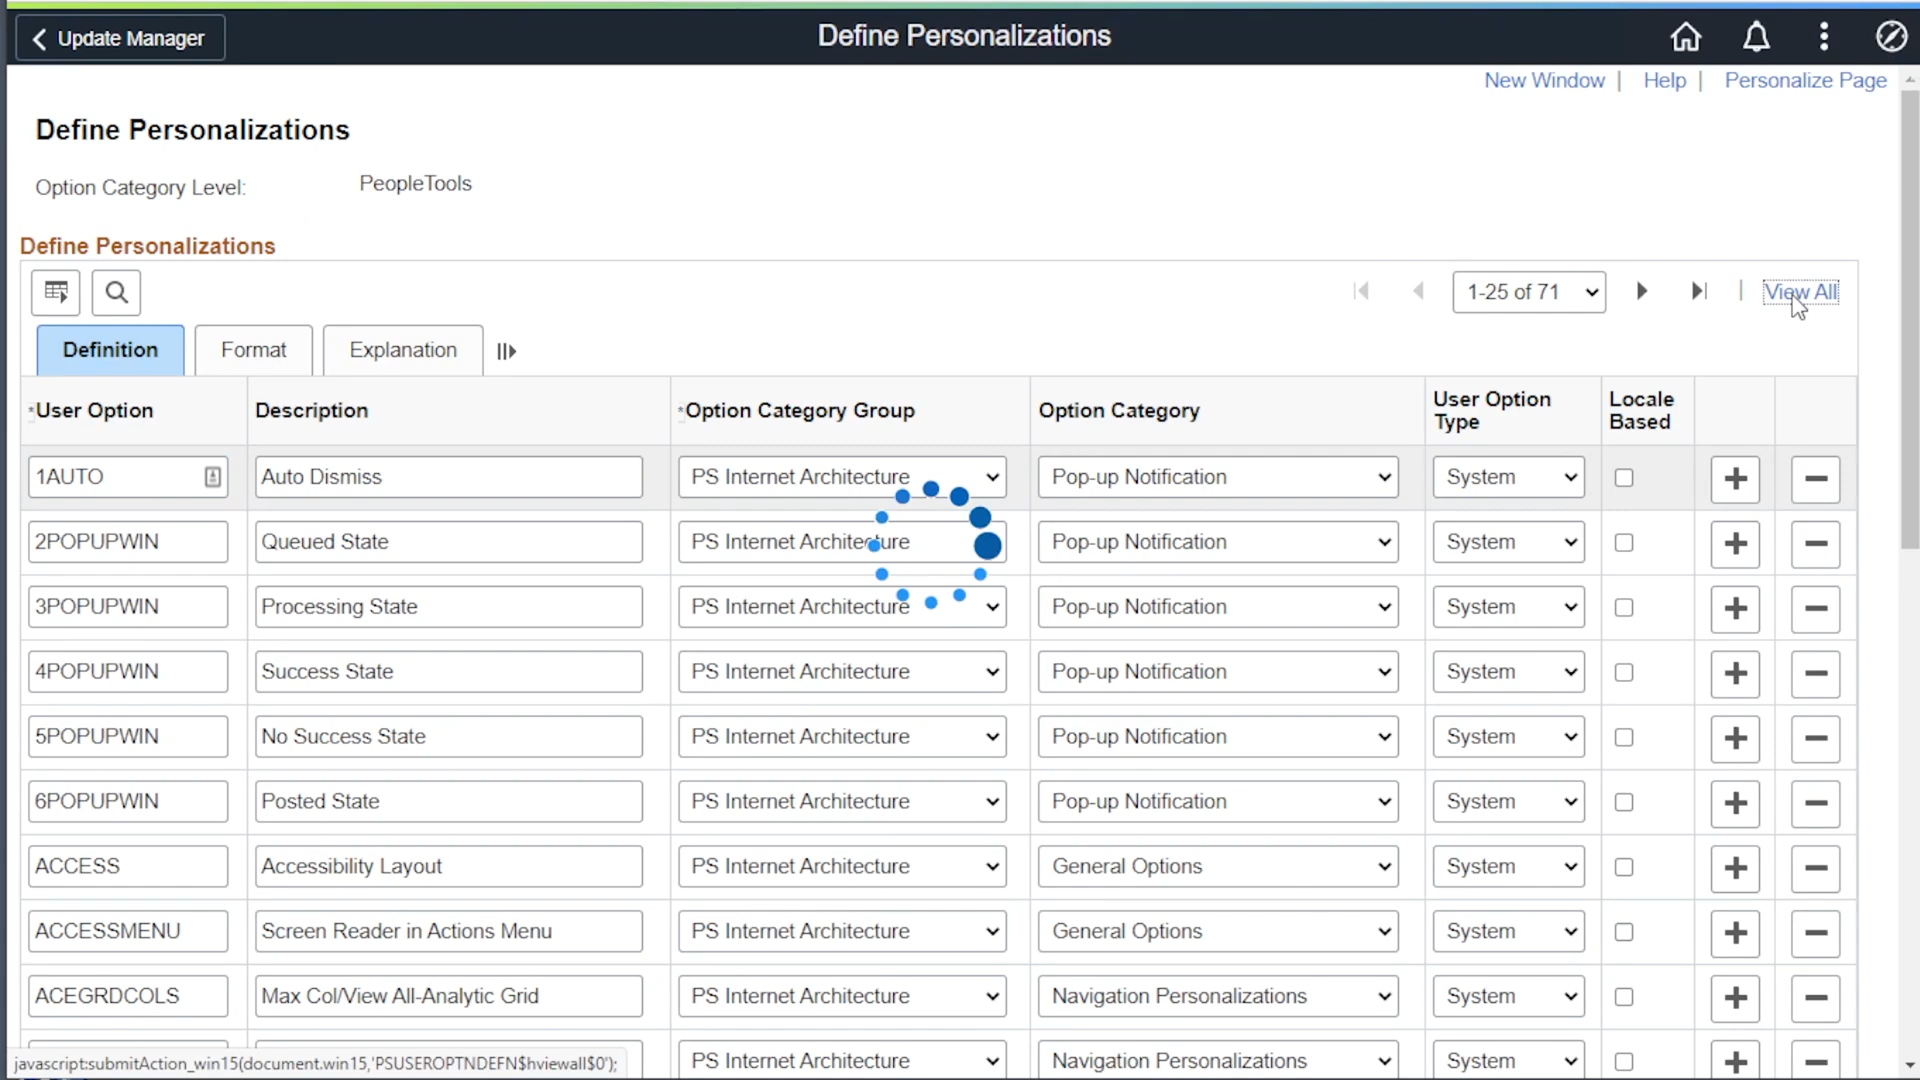 Update Manager
Define Personalizations
New Window | Help | Personalize Page
Define Personalizations
Option Category Level: PeopleTools
Define Personalizations
1-25 of 71 | View All
Definition Format Explanation
*User Option Description *Option Category Group Option Category User Option Type Locale Based
1AUTO Auto Dismiss PS Internet Architecture Pop-up Notification System
2POPUPWIN Queued State PS Internet Architecture Pop-up Notification System
3POPUPWIN Processing State PS Internet Architecture Pop-up Notification System
4POPUPWIN Success State PS Internet Architecture Pop-up Notification System
5POPUPWIN No Success State PS Internet Architecture Pop-up Notification System
6POPUPWIN Posted State PS Internet Architecture Pop-up Notification System
ACCESS Accessibility Layout PS Internet Architecture General Options System
ACCESSMENU Screen Reader in Actions Menu PS Internet Architecture General Options System
ACEGRDCOLS Max Col/View All-Analytic Grid PS Internet Architecture Navigation Personalizations System
PS Internet Architecture Navigation Personalizations System
javascript:submitAction_win15(document.win15,'PSUSEROPTNDEFN$hviewall$0');